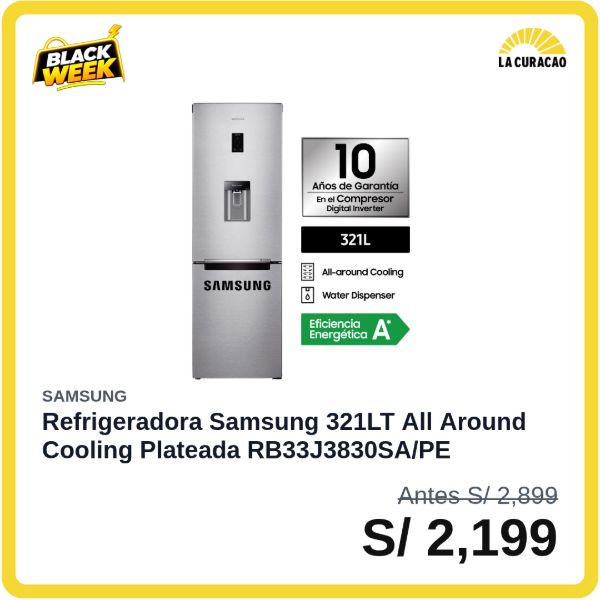 BLACK
WEEK
LA CURACAO
10
Años de Garantía
En el Compresor
Digital Inverter
321L
All-around Cooling
Water Dispenser
Eficiencia
Energética A*
SAMSUNG
SAMSUNG
Refrigeradora Samsung 321LT All Around
Cooling Plateada RB33J3830SA/PE
Antes S/ 2,899
S/ 2,199